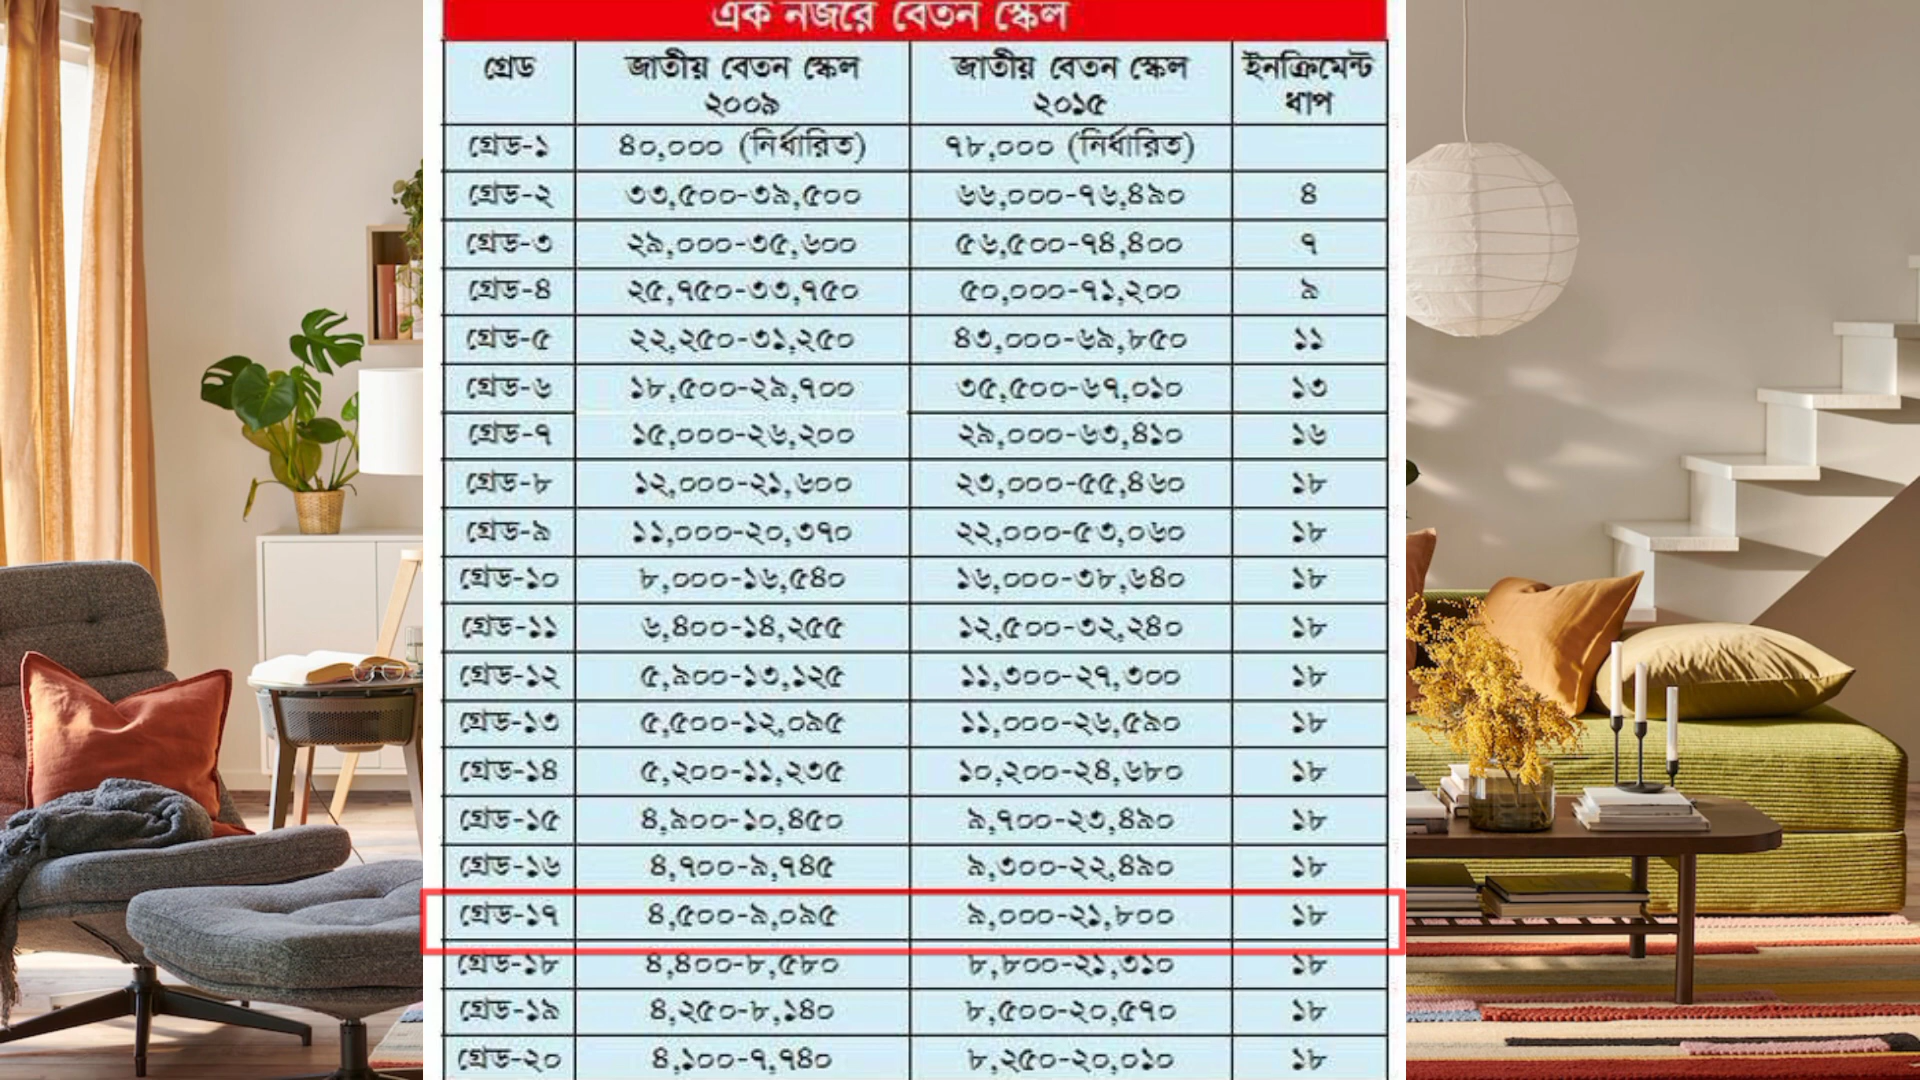 এক নজরে বেতন স্কেল
গ্রেড জাতীয় বেতন স্কেল ২০০৯ জাতীয় বেতন স্কেল ২০১৫ ইনক্রিমেন্ট ধাপ
গ্রেড-১ ৪০,০০০ (নির্ধারিত) ৭৮,০০০ (নির্ধারিত)
গ্রেড-২ ৩৩,৫০০-৩৯,৫০০ ৬৬,০০০-৭৬,৪৯০ ৪
গ্রেড-৩ ২৯,০০০-৩৫,৬০০ ৫৬,৫০০-৭৪,৪০০ ৭
গ্রেড-৪ ২৫,৭৫০-৩৩,৭৫০ ৫০,০০০-৭১,২০০ ৯
গ্রেড-৫ ২২,২৫০-৩১,২৫০ ৪৩,০০০-৬৯,৮৫০ ১১
গ্রেড-৬ ১৮,৫০০-২৯,৭০০ ৩৫,৫০০-৬৭,০১০ ১৩
গ্রেড-৭ ১৫,০০০-২৬,২০০ ২৯,০০০-৬৩,৪১০ ১৬
গ্রেড-৮ ১২,০০০-২১,৬০০ ২৩,০০০-৫৫,৪৬০ ১৮
গ্রেড-৯ ১১,০০০-২০,৩৭০ ২২,০০০-৫৩,০৬০ ১৮
গ্রেড-১০ ৮,০০০-১৬,৫৪০ ১৬,০০০-৩৮,৬৪০ ১৮
গ্রেড-১১ ৬,৪০০-১৪,২৫৫ ১২,৫০০-৩২,২৪০ ১৮
গ্রেড-১২ ৫,৯০০-১৩,১২৫ ১১,৩০০-২৭,৩০০ ১৮
গ্রেড-১৩ ৫,৫০০-১২,০৯৫ ১১,০০০-২৬,৫৯০ ১৮
গ্রেড-১৪ ৫,২০০-১১,২৩৫ ১০,২০০-২৪,৬৮০ ১৮
গ্রেড-১৫ ৪,৯০০-১০,৪৫০ ৯,৭০০-২৩,৪৯০ ১৮
গ্রেড-১৬ ৪,৭০০-৯,৭৪৫ ৯,৩০০-২২,৪৯০ ১৮
গ্রেড-১৭ ৪,৫০০-৯,০৯৫ ৯,০০০-২১,৮০০ ১৮
গ্রেড-১৮ ৪,৪০০-৮,৫৮০ ৮,৮০০-২১,৩১০ ১৮
গ্রেড-১৯ ৪,২৫০-৮,১৪০ ৮,৫০০-২০,৫৭০ ১৮
গ্রেড-২০ ৪,১০০-৭,৭৪০ ৮,২৫০-২০,০১০ ১৮